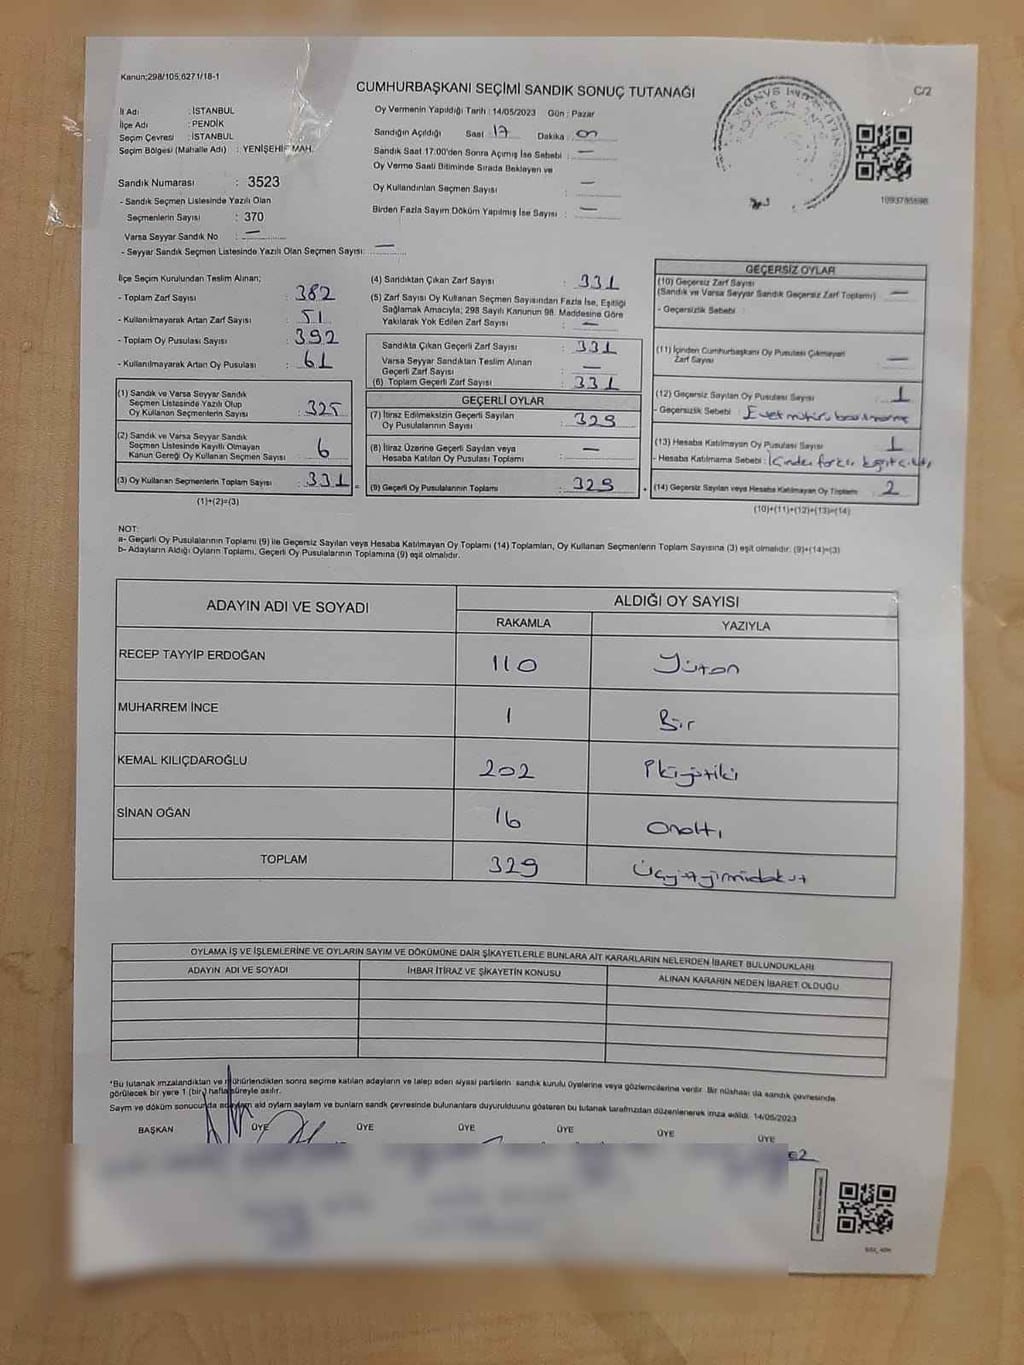 Kanun;298/105,6271/18-1
CUMHURBAŞKANI SEÇİMİ SANDIK SONUÇ TUTANAĞI
C/2
İl Adı : İSTANBUL
İlçe Adı : PENDİK
Seçim Çevresi : İSTANBUL
Seçim Bölgesi (Mahalle Adı) : YENİŞEHİR MAH.
Sandık Numarası : 3523
- Sandık Seçmen Listesinde Yazılı Olan
Seçmenlerin Sayısı : 370
Varsa Seyyar Sandık No : —
- Seyyar Sandık Seçmen Listesinde Yazılı Olan Seçmen Sayısı: —
Oy Vermenin Yapıldığı Tarih : 14/05/2023 Gün : Pazar
Sandığın Açıldığı Saat 17 Dakika : 00
Sandık Saat 17:00'den Sonra Açımış İse Sebebi : —
Oy Verme Saati Bitiminde Sırada Bekleyen ve
Oy Kullandırılan Seçmen Sayısı : —
Birden Fazla Sayım Döküm Yapılmış İse Sayısı : —
1093785698
İlçe Seçim Kurulundan Teslim Alınan;
- Toplam Zarf Sayısı : 382
- Kullanılmayarak Artan Zarf Sayısı : 51
- Toplam Oy Pusulası Sayısı : 392
- Kullanılmayarak Artan Oy Pusulası : 61
(1) Sandık ve Varsa Seyyar Sandık
Seçmen Listesinde Yazılı Olup
Oy Kullanan Seçmenlerin Sayısı : 325
(2) Sandık ve Varsa Seyyar Sandık
Seçmen Listesinde Kayıtlı Olmayan
Kanun Gereği Oy Kullanan Seçmen Sayısı : 6
(3) Oy Kullanan Seçmenlerin Toplam Sayısı : 331
(1)+(2)=(3)
(4) Sandıktan Çıkan Zarf Sayısı : 331
(5) Zarf Sayısı Oy Kullanan Seçmen Sayısından Fazla İse, Eşitliği
Sağlamak Amacıyla; 298 Sayılı Kanunun 98. Maddesine Göre
Yakılarak Yok Edilen Zarf Sayısı : —
Sandıkta Çıkan Geçerli Zarf Sayısı : 331
Varsa Seyyar Sandıktan Teslim Alınan
Geçerli Zarf Sayısı : —
(6) Toplam Geçerli Zarf Sayısı : 331
GEÇERLİ OYLAR
(7) İtiraz Edilmeksizin Geçerli Sayılan
Oy Pusulalarının Sayısı : 329
(8) İtiraz Üzerine Geçerli Sayılan veya
Hesaba Katılan Oy Pusulası Toplamı : —
(9) Geçerli Oy Pusulalarının Toplamı : 329
GEÇERSİZ OYLAR
(10) Geçersiz Zarf Sayısı
(Sandık ve Varsa Seyyar Sandık Geçersiz Zarf Toplamı) : —
- Geçersizlik Sebebi :
(11) İçinden Cumhurbaşkanı Oy Pusulası Çıkmayan
Zarf Sayısı : —
(12) Geçersiz Sayılan Oy Pusulası Sayısı : 1
- Geçersizlik Sebebi : Evet mührü basılmamış
(13) Hesaba Katılmayan Oy Pusulası Sayısı : 1
- Hesaba Katılmama Sebebi : İçinden farklı kağıt çıktı
(14) Geçersiz Sayılan veya Hesaba Katılmayan Oy Toplamı : 2
(10)+(11)+(12)+(13)=(14)
NOT:
a- Geçerli Oy Pusulalarının Toplamı (9) ile Geçersiz Sayılan veya Hesaba Katılmayan Oy Toplamı (14) Toplamları, Oy Kullanan Seçmenlerin Toplam Sayısına (3) eşit olmalıdır. (9)+(14)=(3)
b- Adayların Aldığı Oyların Toplamı, Geçerli Oy Pusulalarının Toplamına (9) eşit olmalıdır.
ADAYIN ADI VE SOYADI
ALDIĞI OY SAYISI
RAKAMLA YAZIYLA
RECEP TAYYİP ERDOĞAN 110 Yüzon
MUHARREM İNCE 1 Bir
KEMAL KILIÇDAROĞLU 202 İkiyüziki
SİNAN OĞAN 16 Onaltı
TOPLAM 329 Üçyüzyirmidokuz
OYLAMA İŞ VE İŞLEMLERİNE VE OYLARIN SAYIM VE DÖKÜMÜNE DAİR ŞİKAYETLERLE BUNLARA AİT KARARLARIN NELERDEN İBARET BULUNDUKLARI
ADAYIN ADI VE SOYADI İHBAR İTİRAZ VE ŞİKAYETİN KONUSU ALINAN KARARIN NEDEN İBARET OLDUĞU
*Bu tutanak imzalandıktan ve mühürlendikten sonra seçime katılan adayların ve talep eden siyasi partilerin sandık kurulu üyelerine veya gözlemcilerine verilir. Bir nüshası da sandık çevresinde
görülecek bir yere 1 (bir) hafta süreyle asılır.
Sayım ve döküm sonucunda adayların aldığı oyların sayısını ve bunların sandık çevresinde bulunanlara duyurulduğunu gösteren bu tutanak tarafımızdan düzenlenerek imza edildi. 14/05/2023
BAŞKAN ÜYE ÜYE ÜYE ÜYE ÜYE ÜYE